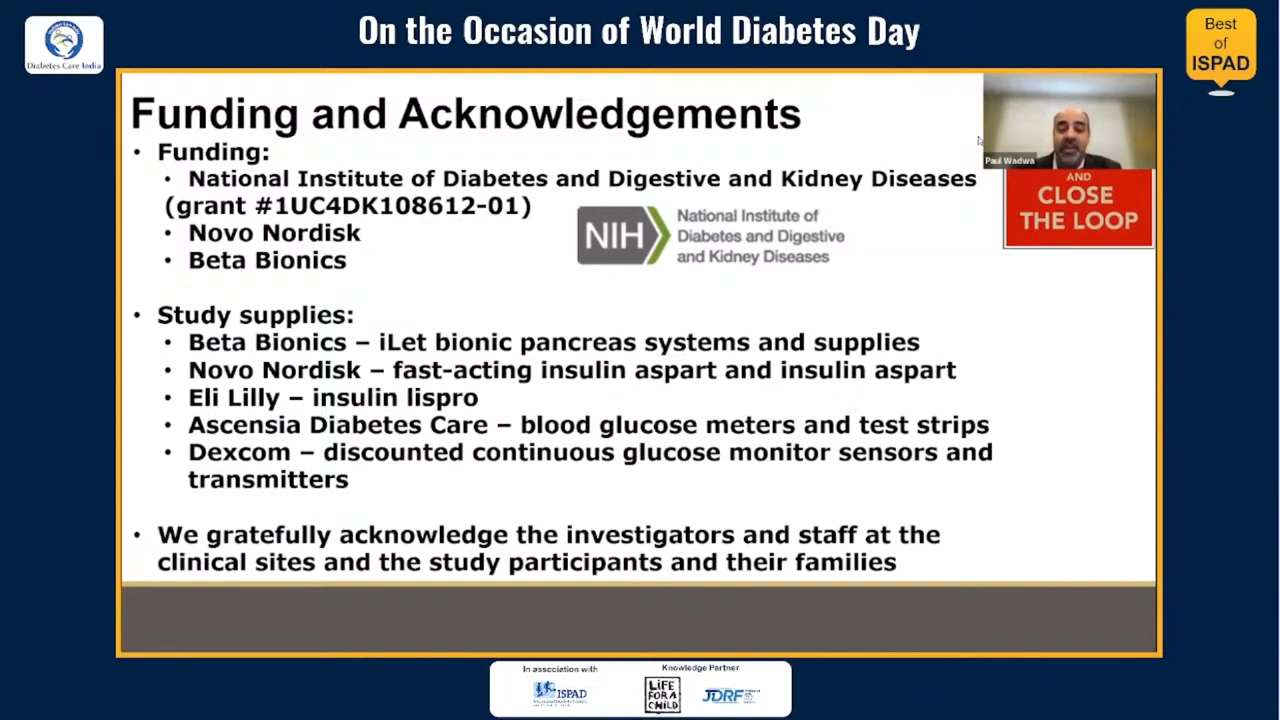 On the Occasion of World Diabetes Day
Diabetes Care India
Best
of
ISPAD
Funding and Acknowledgements
• Funding:
• National Institute of Diabetes and Digestive and Kidney Diseases
(grant #1UC4DK108612-01)
• Novo Nordisk
• Beta Bionics
NIH
National Institute of
Diabetes and Digestive
and Kidney Diseases
Paul Wadwa
AND
CLOSE
THE LOOP
• Study supplies:
• Beta Bionics – iLet bionic pancreas systems and supplies
• Novo Nordisk – fast-acting insulin aspart and insulin aspart
• Eli Lilly – insulin lispro
• Ascensia Diabetes Care – blood glucose meters and test strips
• Dexcom – discounted continuous glucose monitor sensors and
transmitters
• We gratefully acknowledge the investigators and staff at the
clinical sites and the study participants and their families
In association with
ISPAD
Knowledge Partner
LiFE
FOR A
CHiLD
JDRF